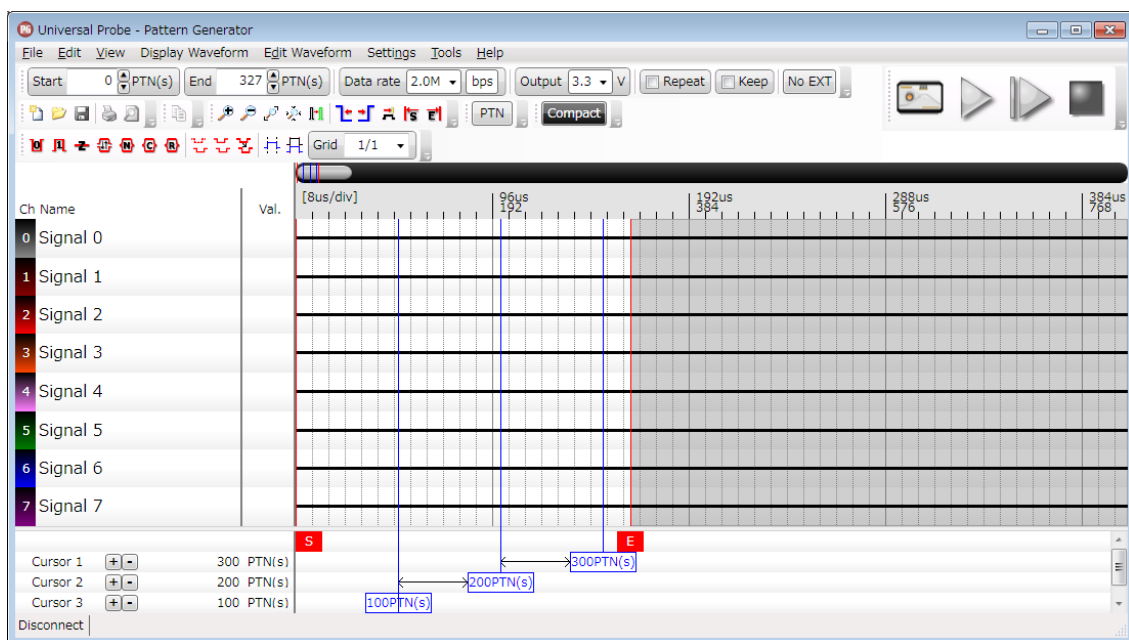 Universal Probe - Pattern Generator
File Edit View Display Waveform Edit Waveform Settings Tools Help
Start 0 PTN(s) End 327 PTN(s) Data rate 2.0M bps Output 3.3 V Repeat Keep No EXT
PTN Compact
Grid 1/1
[8us/div] 96us 192us 288us 384us
192 384 576 768
Ch Name Val.
0 Signal 0
1 Signal 1
2 Signal 2
3 Signal 3
4 Signal 4
5 Signal 5
6 Signal 6
7 Signal 7
S E
Cursor 1 + - 300 PTN(s) 300PTN(s)
Cursor 2 + - 200 PTN(s) 200PTN(s)
Cursor 3 + - 100 PTN(s) 100PTN(s)
Disconnect